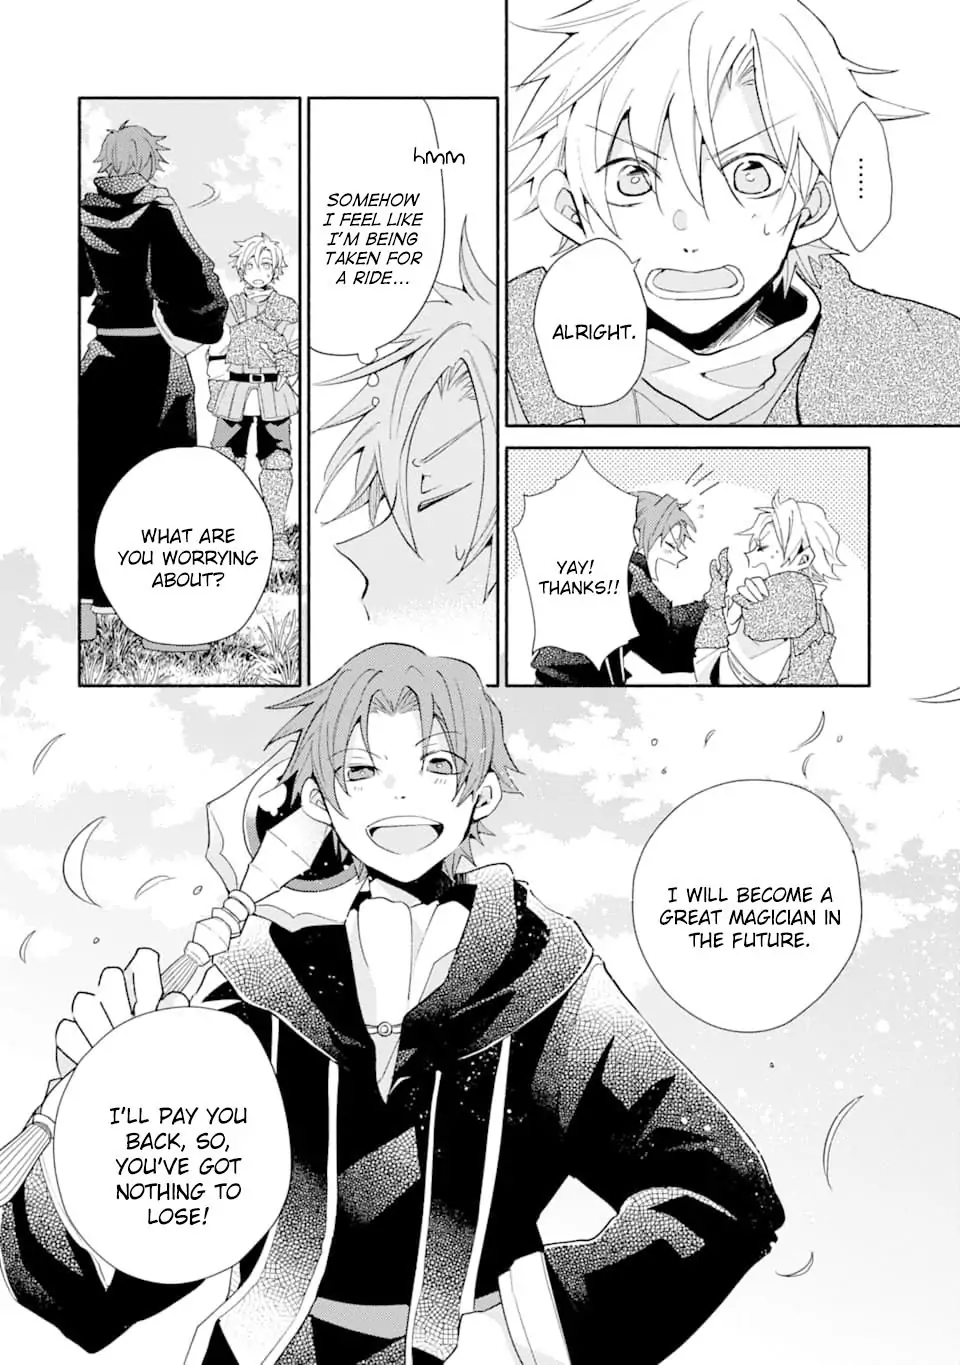 ......
ALRIGHT.
YAY!
THANKS!!
hmm
SOMEHOW
I FEEL LIKE
I'M BEING
TAKEN FOR
A RIDE...
WHAT ARE
YOU WORRYING
ABOUT?
I WILL BECOME A
GREAT MAGICIAN IN
THE FUTURE.
I'LL PAY YOU
BACK, SO,
YOU'VE GOT
NOTHING TO
LOSE!